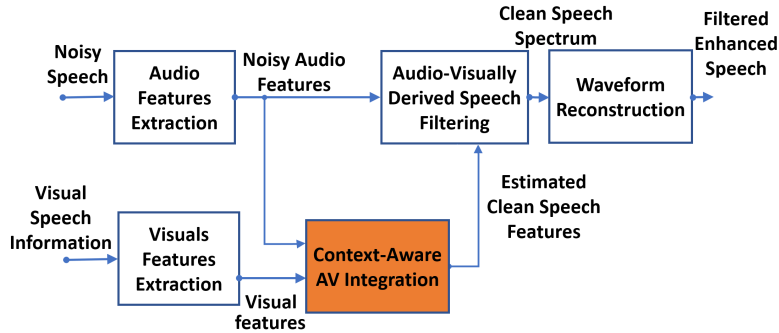 Noisy
Speech
Audio
Features
Extraction
Noisy Audio
Features
Audio-Visually
Derived Speech
Filtering
Clean Speech
Spectrum
Waveform
Reconstruction
Filtered
Enhanced
Speech
Visual
Speech
Information
Visuals
Features
Extraction
Visual
features
Context-Aware
AV Integration
Estimated
Clean Speech
Features